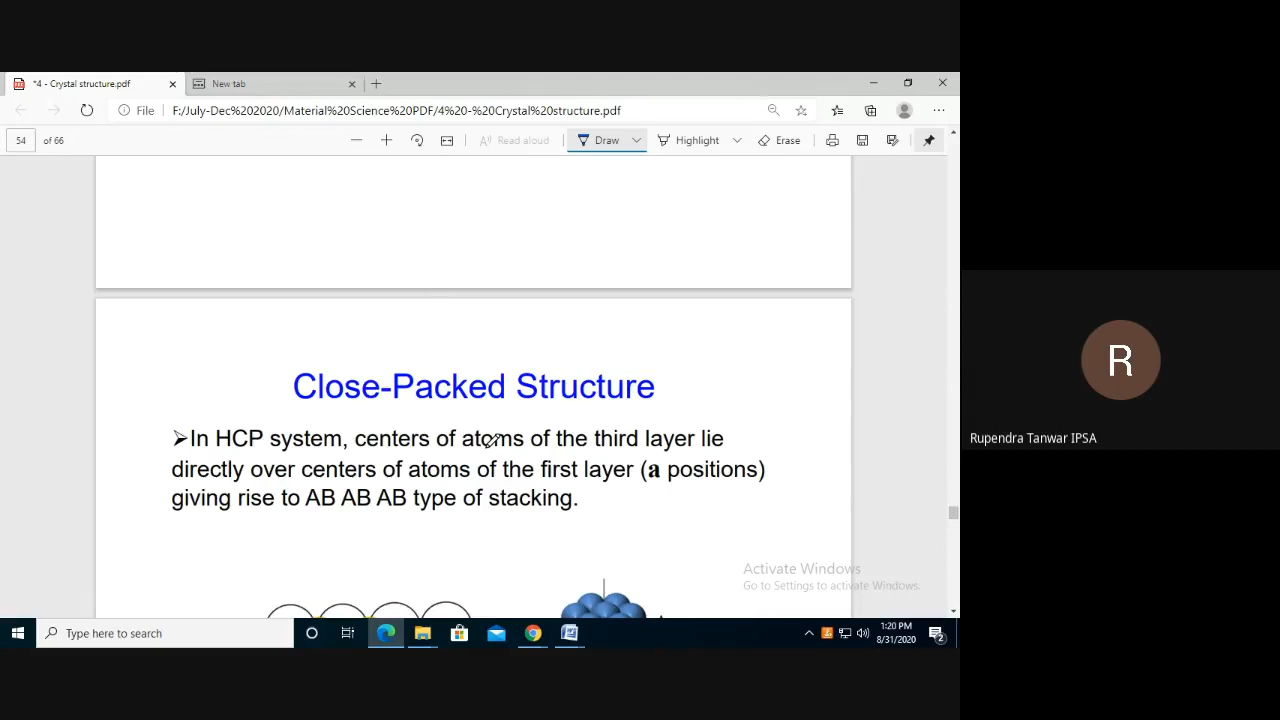 *4 - Crystal structure.pdf
New tab
File
F:/July-Dec%202020/Material%20Science%20PDF/4%20-%20Crystal%20structure.pdf
54 of 66
Read aloud
Draw
Highlight
Erase
Close-Packed Structure
➢In HCP system, centers of atoms of the third layer lie
directly over centers of atoms of the first layer (a positions)
giving rise to AB AB AB type of stacking.
Activate Windows
Go to Settings to activate Windows.
Type here to search
1:20 PM
8/31/2020
2
R
Rupendra Tanwar IPSA